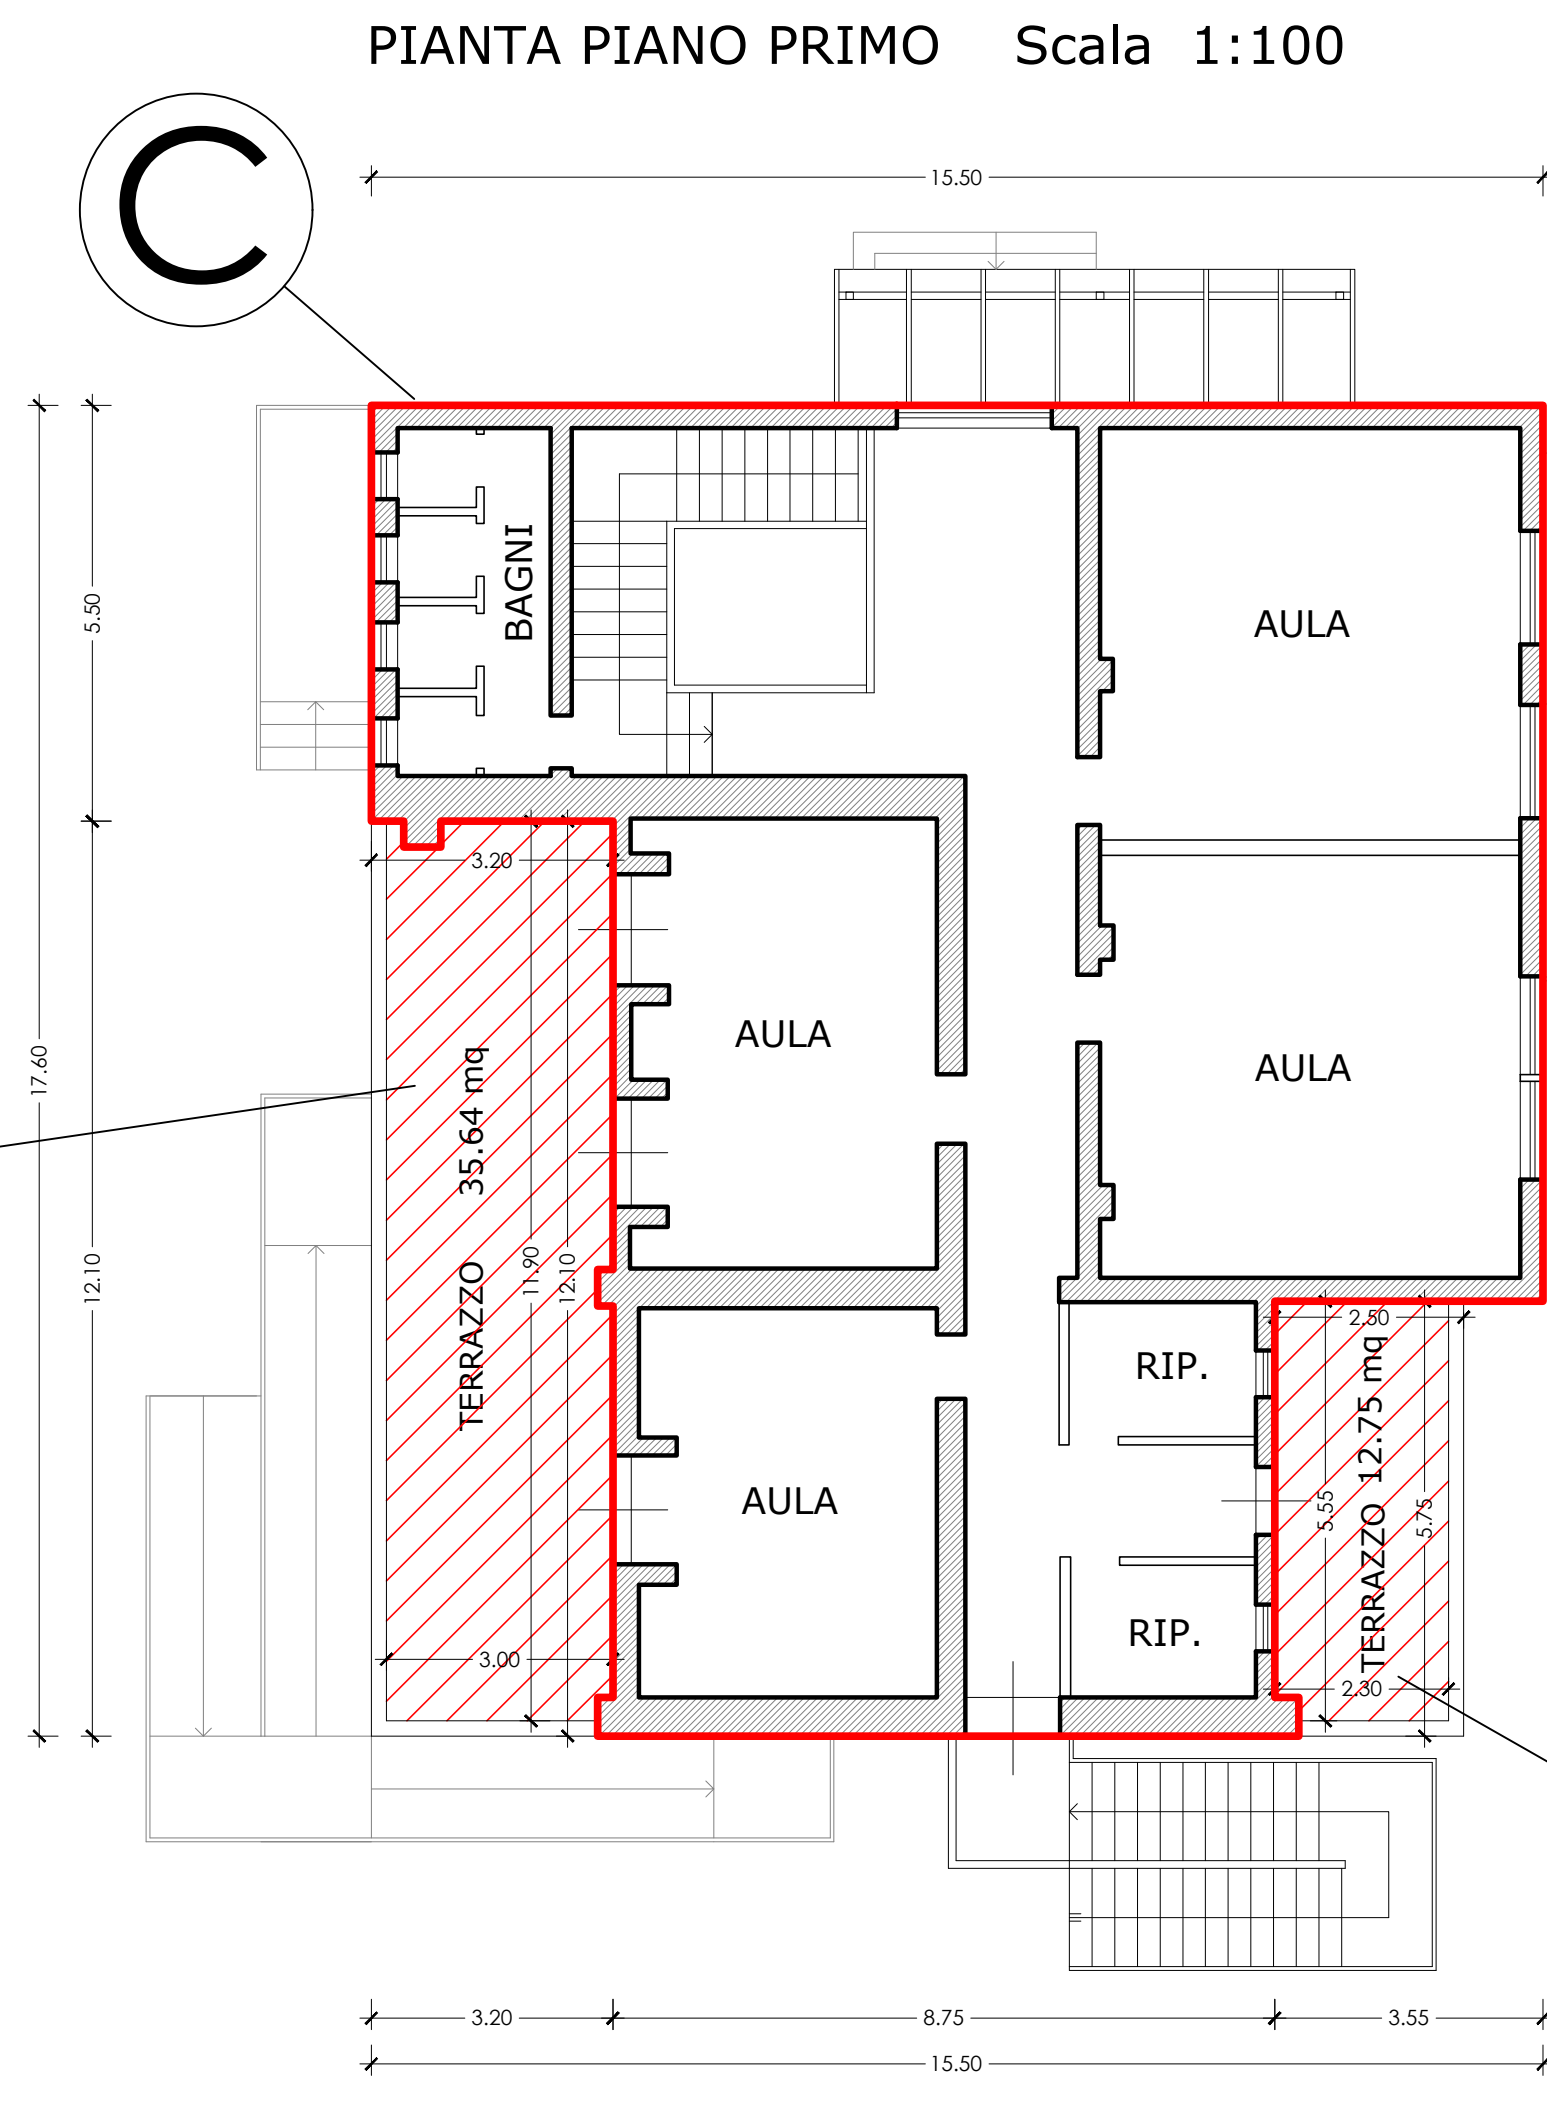 PIANTA PIANO PRIMO Scala 1:100
C
15.50
5.50
BAGNI
AULA
3.20
17.60
12.10
TERRAZZO 35.64 mq
11.90
12.10
AULA
AULA
2.50
RIP.
TERRAZZO 12.75 mq
5.55
5.75
AULA
RIP.
3.00
2.30
3.20
8.75
3.55
15.50